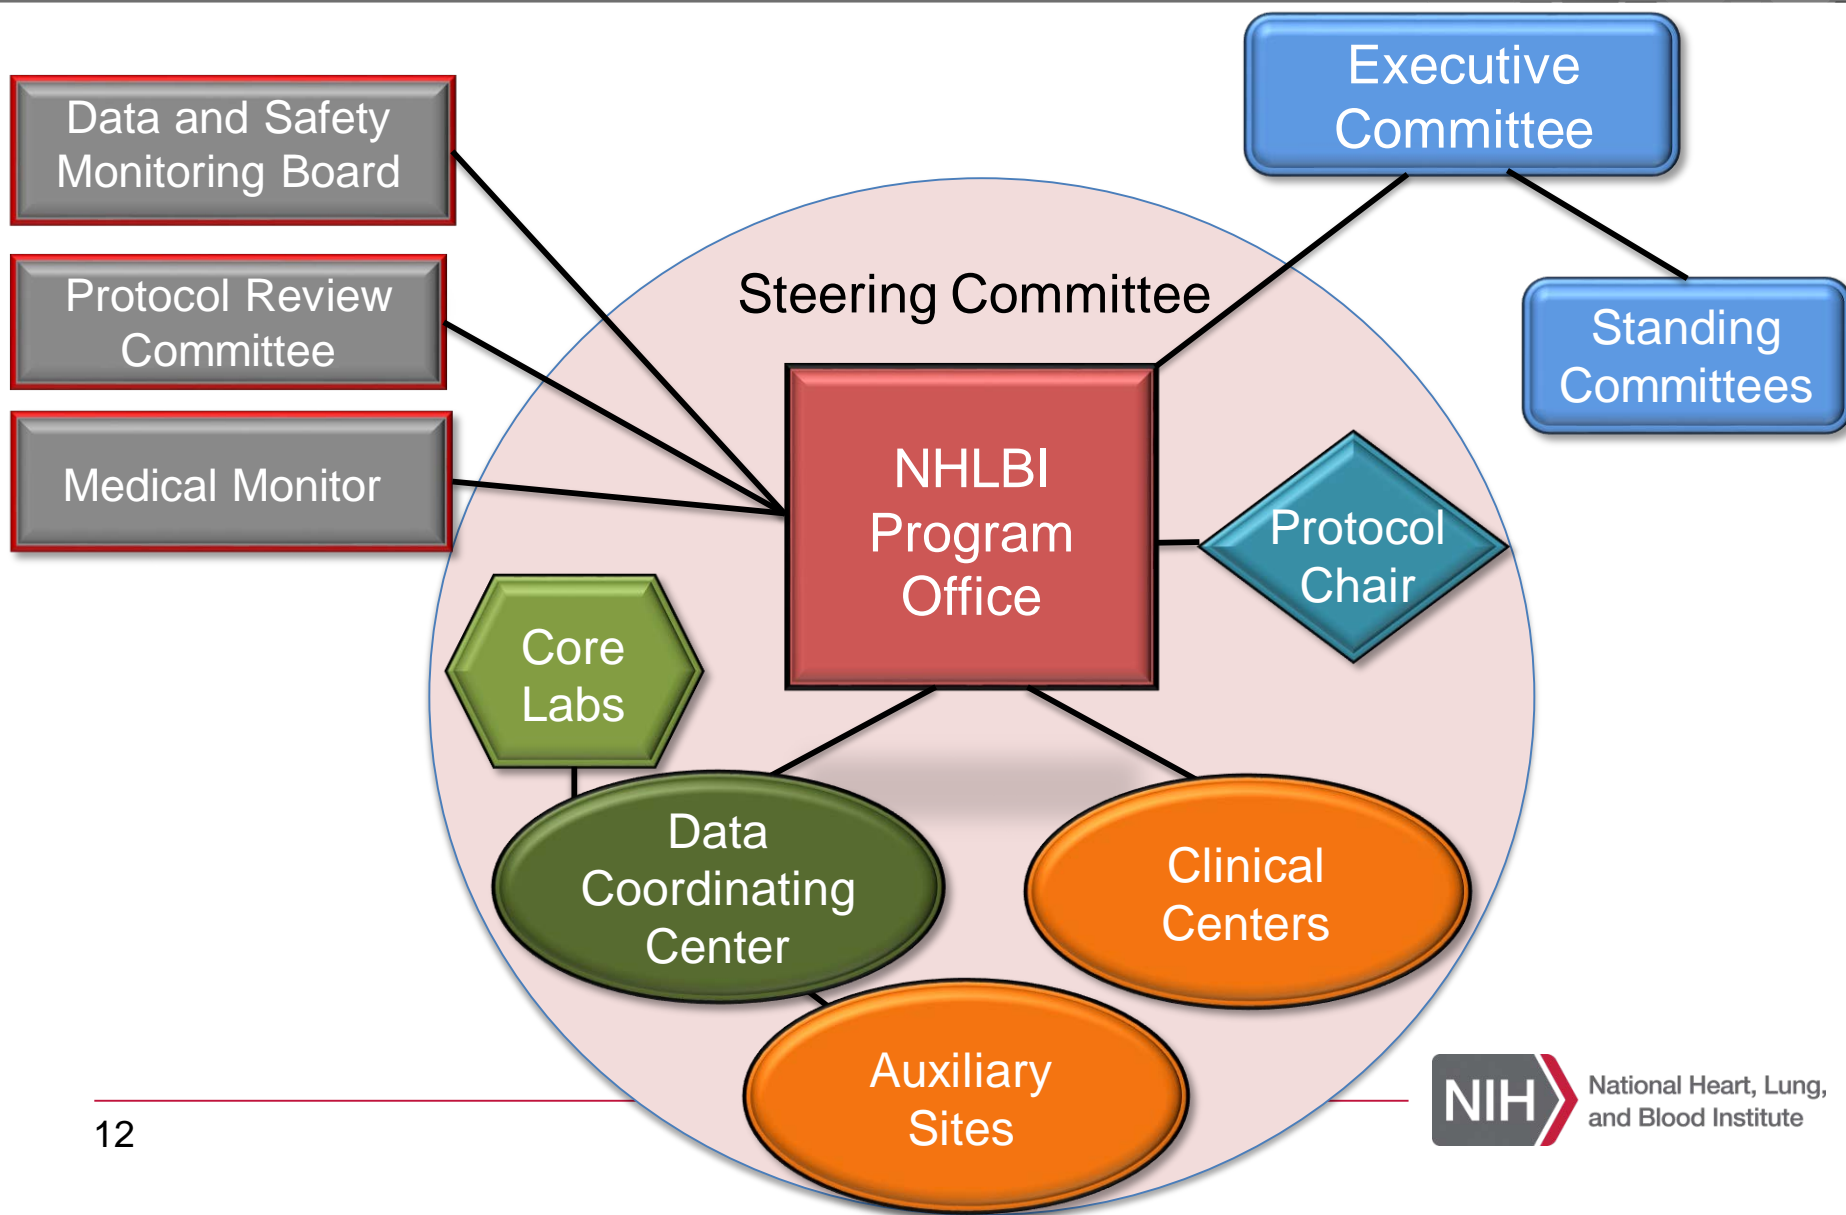 Data and Safety
Monitoring Board
Protocol Review
Committee
Medical Monitor
Executive
Committee
Standing
Committees
Steering Committee
NHLBI
Program
Office
Protocol
Chair
Core
Labs
Data
Coordinating
Center
Clinical
Centers
Auxiliary
Sites
12
NIH
National Heart, Lung,
and Blood Institute